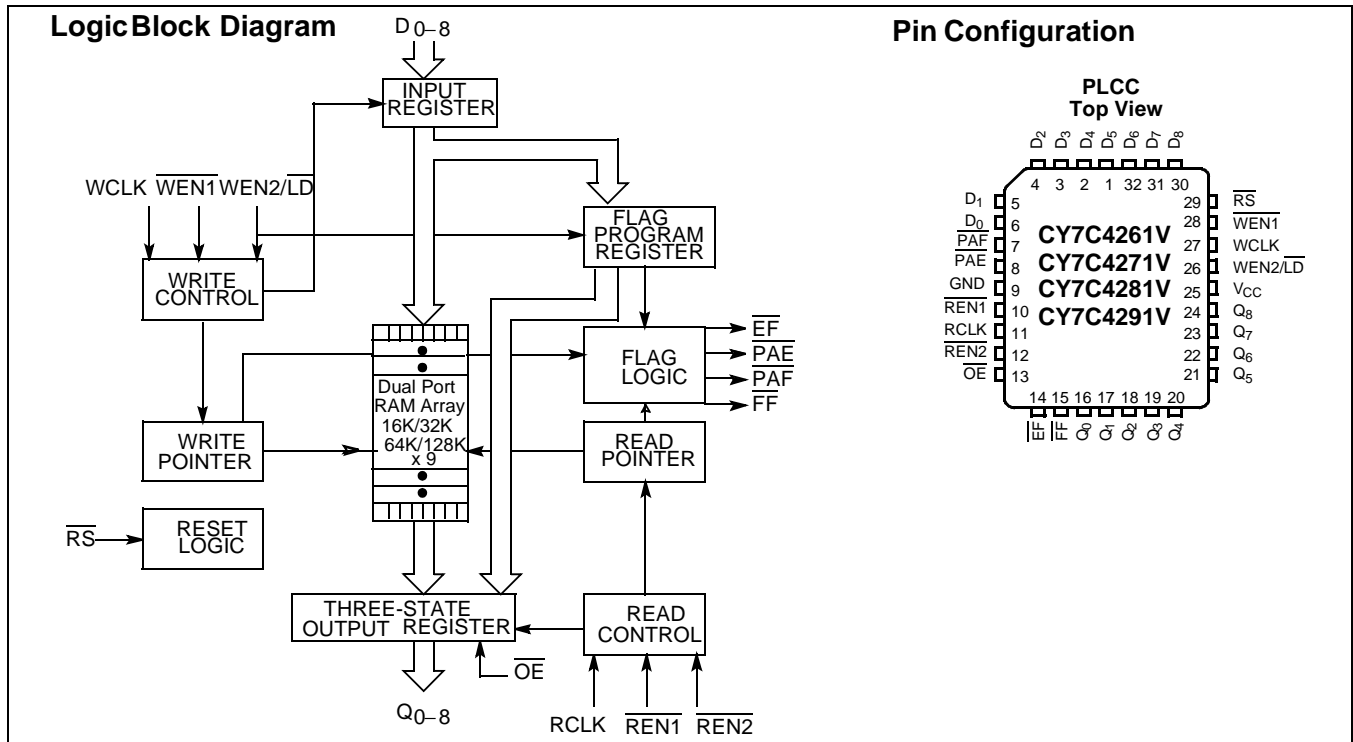 Logic Block Diagram
D0–8
INPUT
REGISTER
WCLK WEN1 WEN2/LD
FLAG
PROGRAM
REGISTER
WRITE
CONTROL
EF
PAE
PAF
FF
FLAG
LOGIC
Dual Port
RAM Array
16K/32K
64K/128K
x 9
WRITE
POINTER
READ
POINTER
RS
RESET
LOGIC
THREE-STATE
OUTPUT REGISTER
READ
CONTROL
OE
Q0–8
RCLK REN1 REN2
Pin Configuration
PLCC
Top View
D2 D3 D4 D5 D6 D7 D8
4 3 2 1 32 31 30
D1 5
D0 6
PAF 7
PAE 8
GND 9
REN1 10
RCLK 11
REN2 12
OE 13
CY7C4261V
CY7C4271V
CY7C4281V
CY7C4291V
29 RS
28 WEN1
27 WCLK
26 WEN2/LD
25 VCC
24 Q8
23 Q7
22 Q6
21 Q5
14 15 16 17 18 19 20
EF FF Q0 Q1 Q2 Q3 Q4